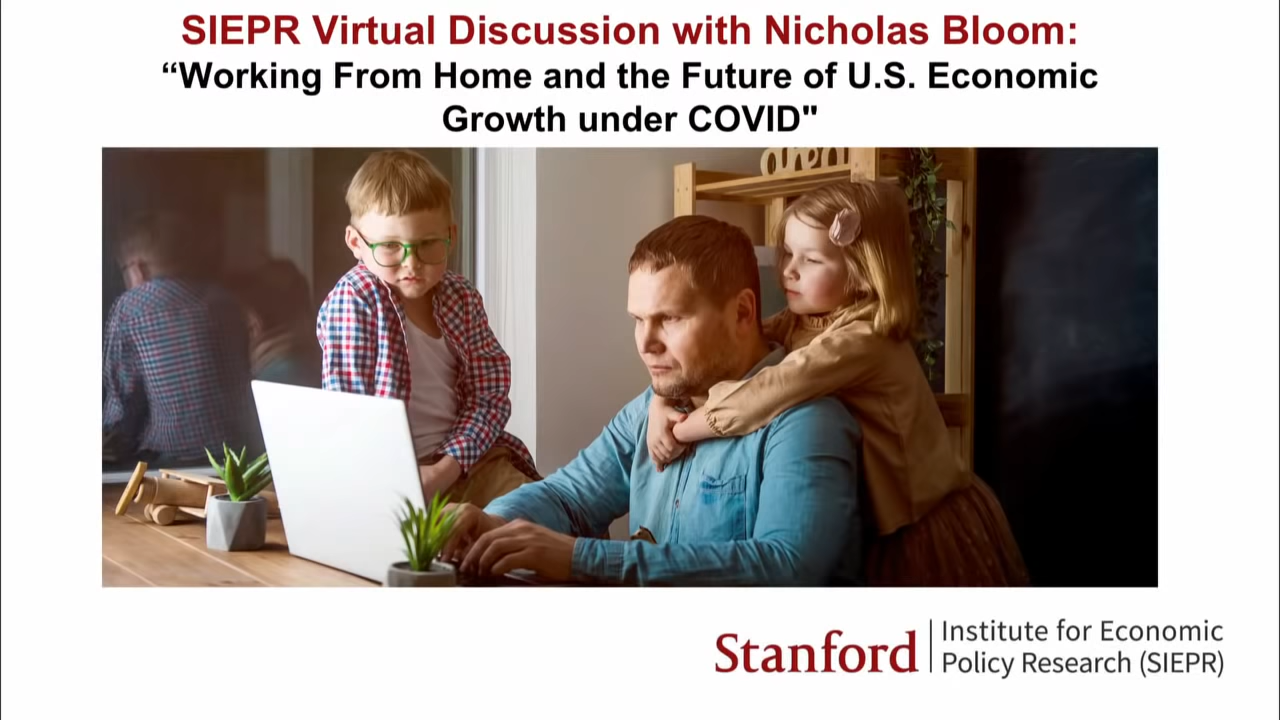 SIEPR Virtual Discussion with Nicholas Bloom:
“Working From Home and the Future of U.S. Economic
Growth under COVID"
Stanford
Institute for Economic
Policy Research (SIEPR)